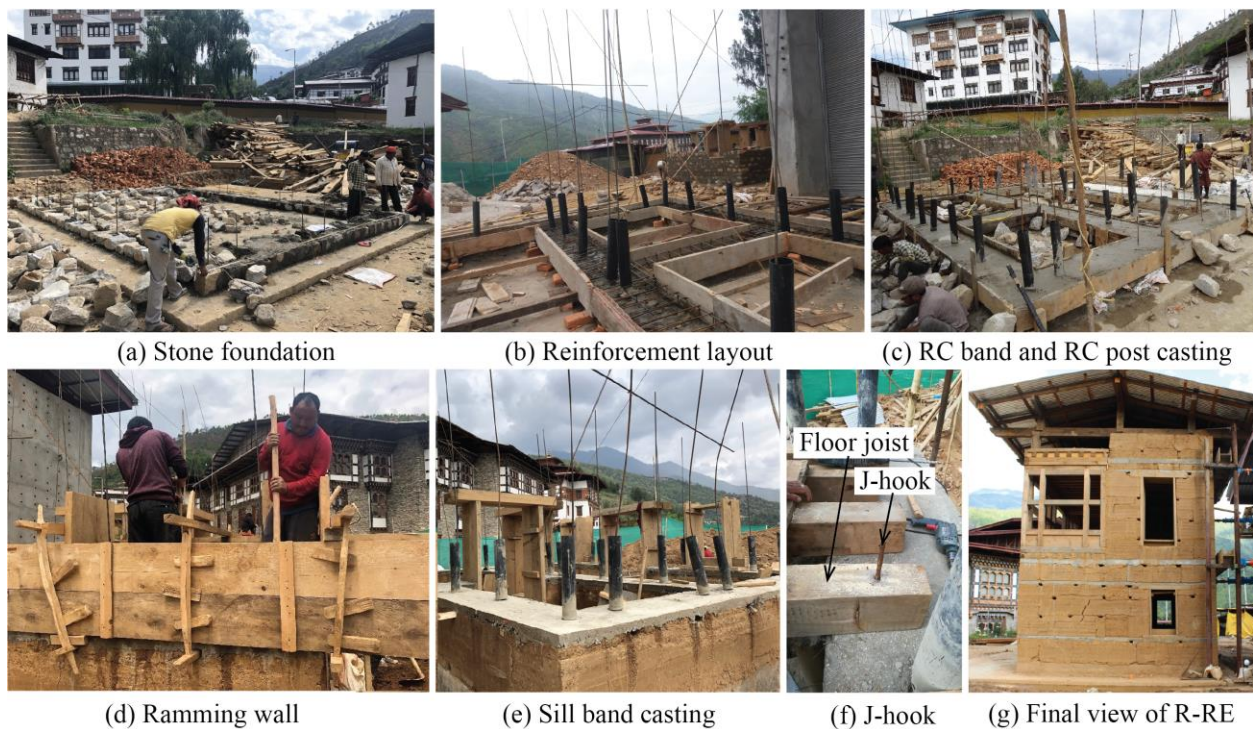 (a) Stone foundation
(b) Reinforcement layout
(c) RC band and RC post casting
Floor joist
J-hook
(d) Ramming wall
(e) Sill band casting
(f) J-hook
(g) Final view of R-RE